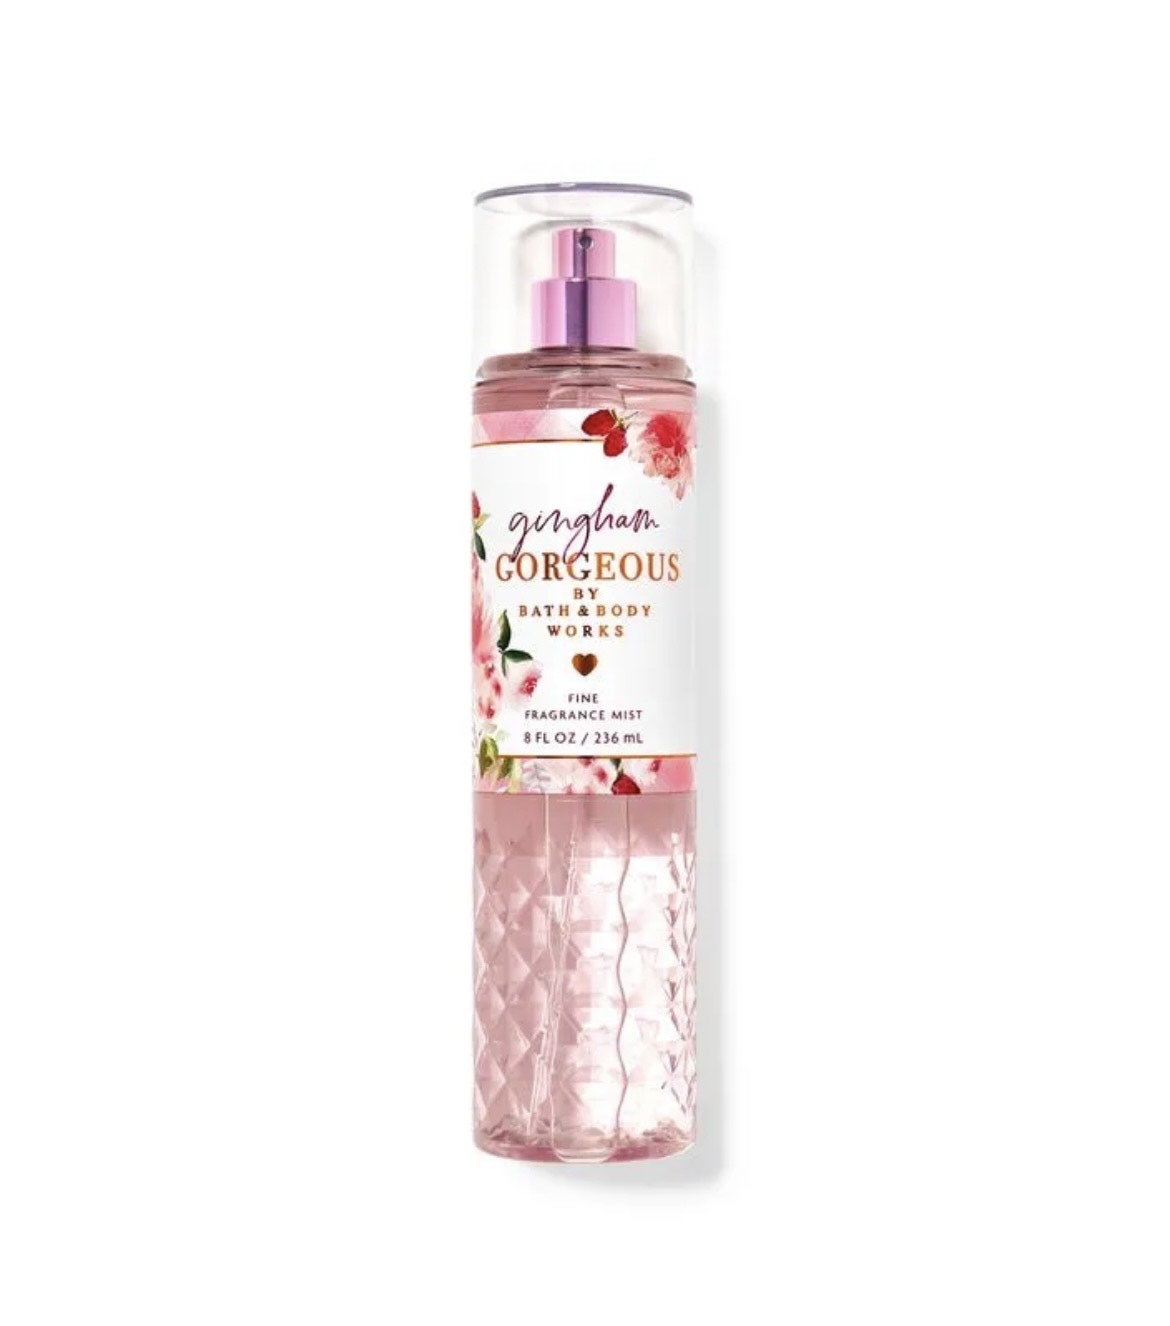 gingham
GORGEOUS
BY
BATH & BODY
WORKS
FINE
FRAGRANCE MIST
8 FL OZ / 236 mL